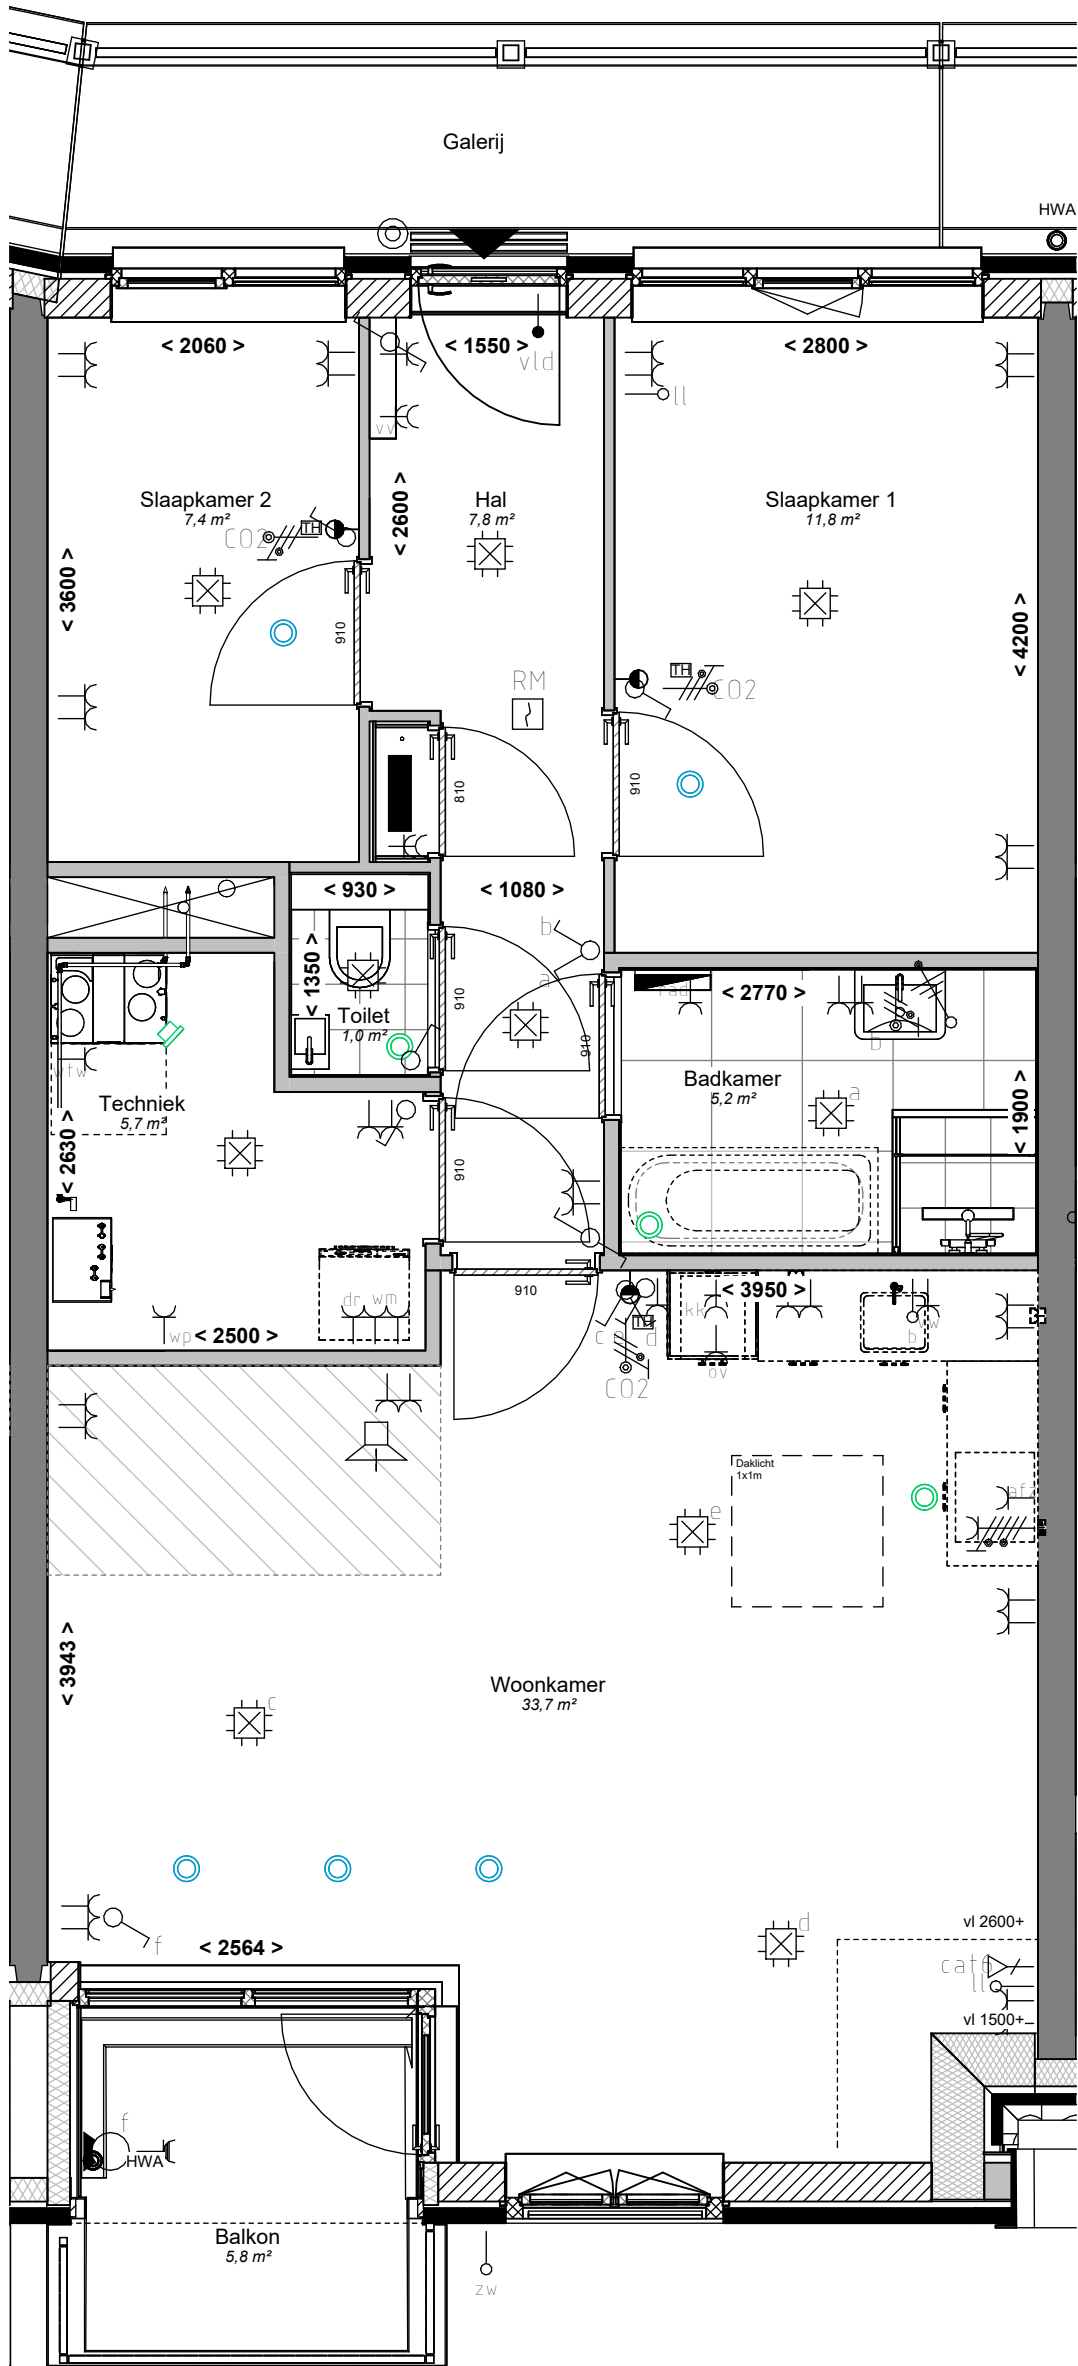 Galerij
HWA
< 2060 >
< 1550 >
< 2800 >
vld
ll
vv
Slaapkamer 2
7,4 m²
Hal
7,8 m²
Slaapkamer 1
11,8 m²
< 2600 >
CO2
TH
< 3600 >
910
< 4200 >
RM
TH
CO2
810
910
< 930 >
< 1080 >
b
< 1350 >
a
rad
< 2770 >
b
Toilet
1,0 m²
910
910
wtw
Techniek
5,7 m²
Badkamer
5,2 m²
a
< 1900 >
< 2630 >
910
910
< 3950 >
kk
dr
wm
wp
< 2500 >
c
e
d
TH
vw
b
CO2
ov
Daklicht
1x1m
afz
e
< 3943 >
Woonkamer
33,7 m²
c
f
< 2564 >
d
vl 2600+
cat6
ll
vl 1500+
f
HWA
Balkon
5,8 m²
zw